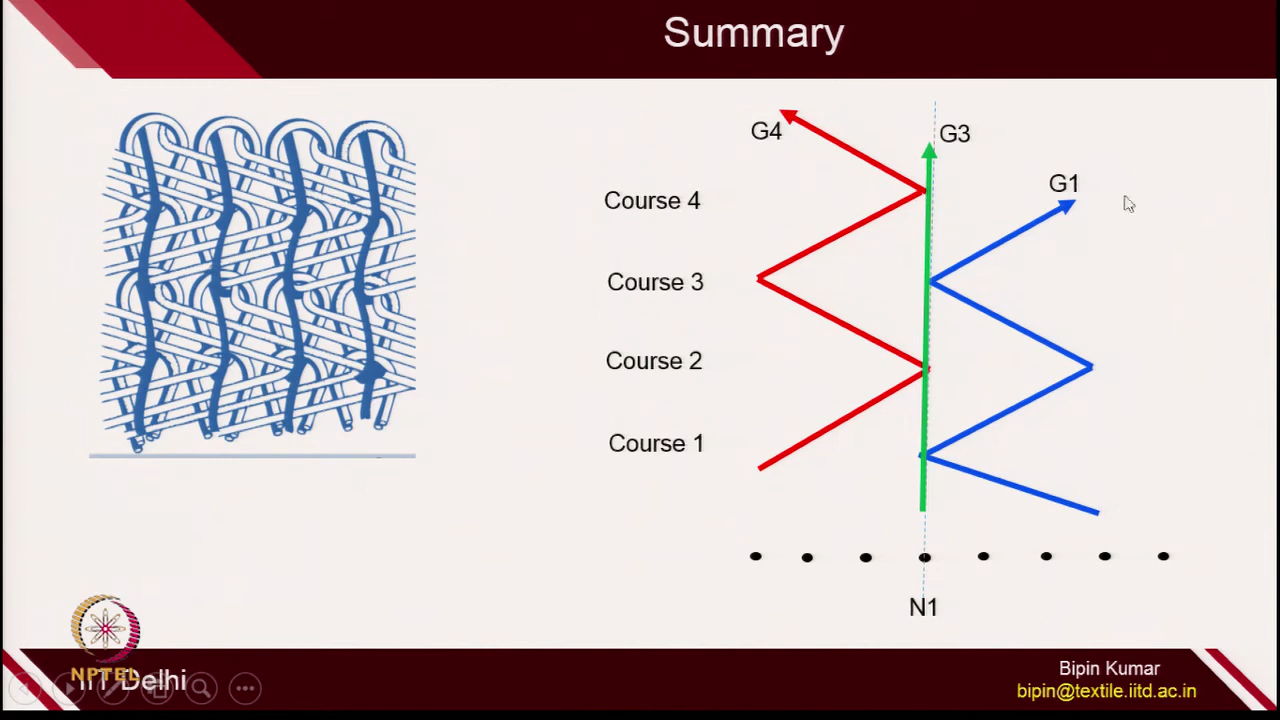 Summary
G4
G3
G1
Course 4
Course 3
Course 2
Course 1
N1
NPTEL
IIT Delhi
Bipin Kumar
bipin@textile.iitd.ac.in